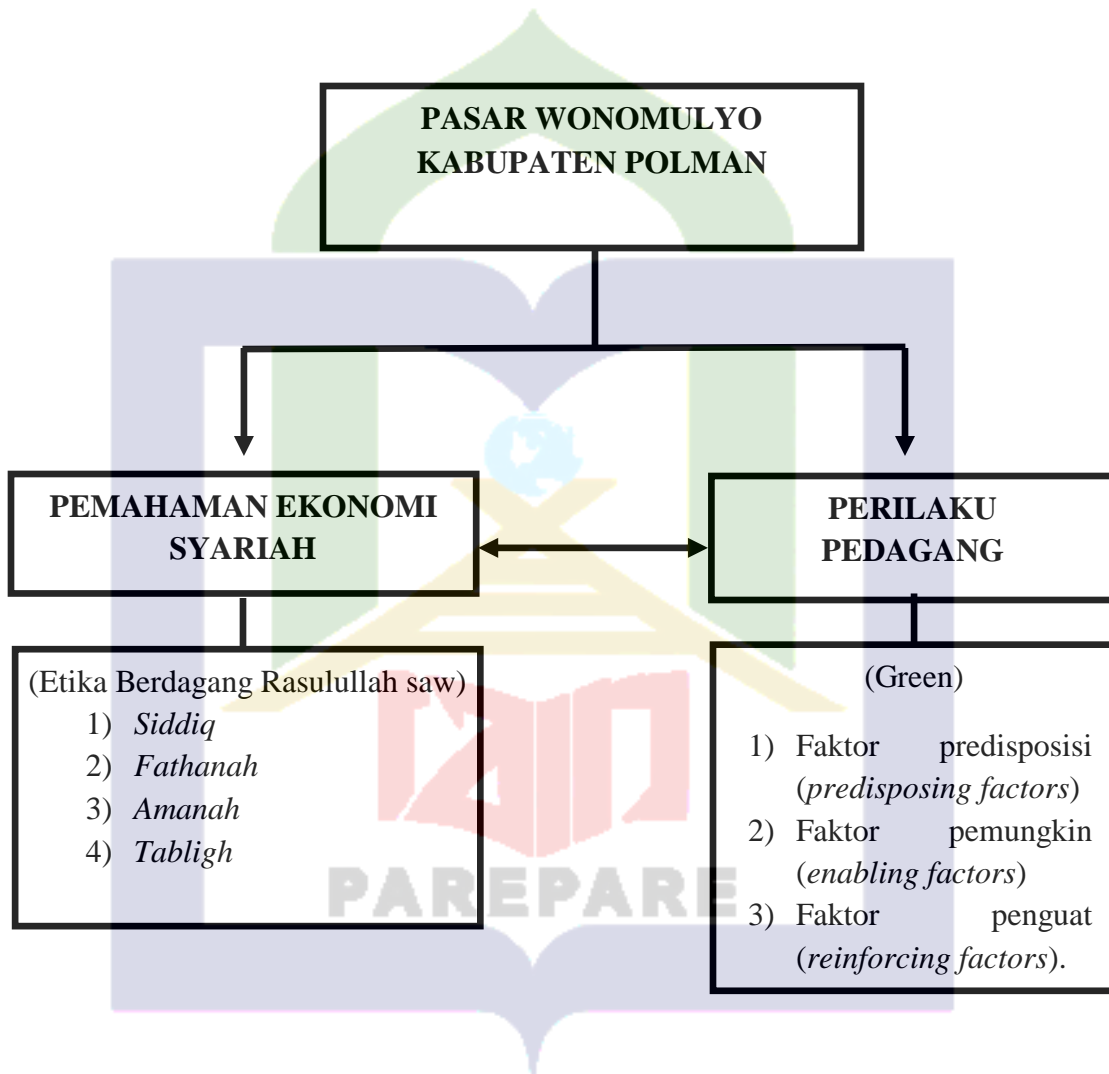 PASAR WONOMULYO
KABUPATEN POLMAN
PEMAHAMAN EKONOMI
SYARIAH
PERILAKU
PEDAGANG
(Etika Berdagang Rasulullah saw)
1) Siddiq
2) Fathanah
3) Amanah
4) Tabligh
(Green)
1) Faktor predisposisi
(predisposing factors)
2) Faktor pemungkin
(enabling factors)
3) Faktor penguat
(reinforcing factors).
iain
PAREPARE